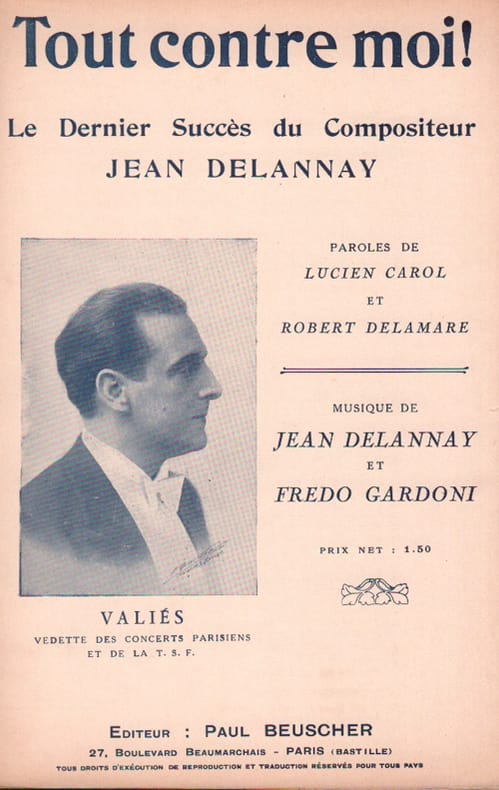 Tout contre moi!
Le Dernier Succès du Compositeur
JEAN DELANNAY
PAROLES DE
LUCIEN CAROL
ET
ROBERT DELAMARE
MUSIQUE DE
JEAN DELANNAY
ET
FREDO GARDONI
PRIX NET : 1.50
VALIÉS
VEDETTE DES CONCERTS PARISIENS
ET DE LA T. S. F.
EDITEUR : PAUL BEUSCHER
27, BOULEVARD BEAUMARCHAIS - PARIS (BASTILLE)
TOUS DROITS D'EXÉCUTION DE REPRODUCTION ET TRADUCTION RÉSERVÉS POUR TOUS PAYS